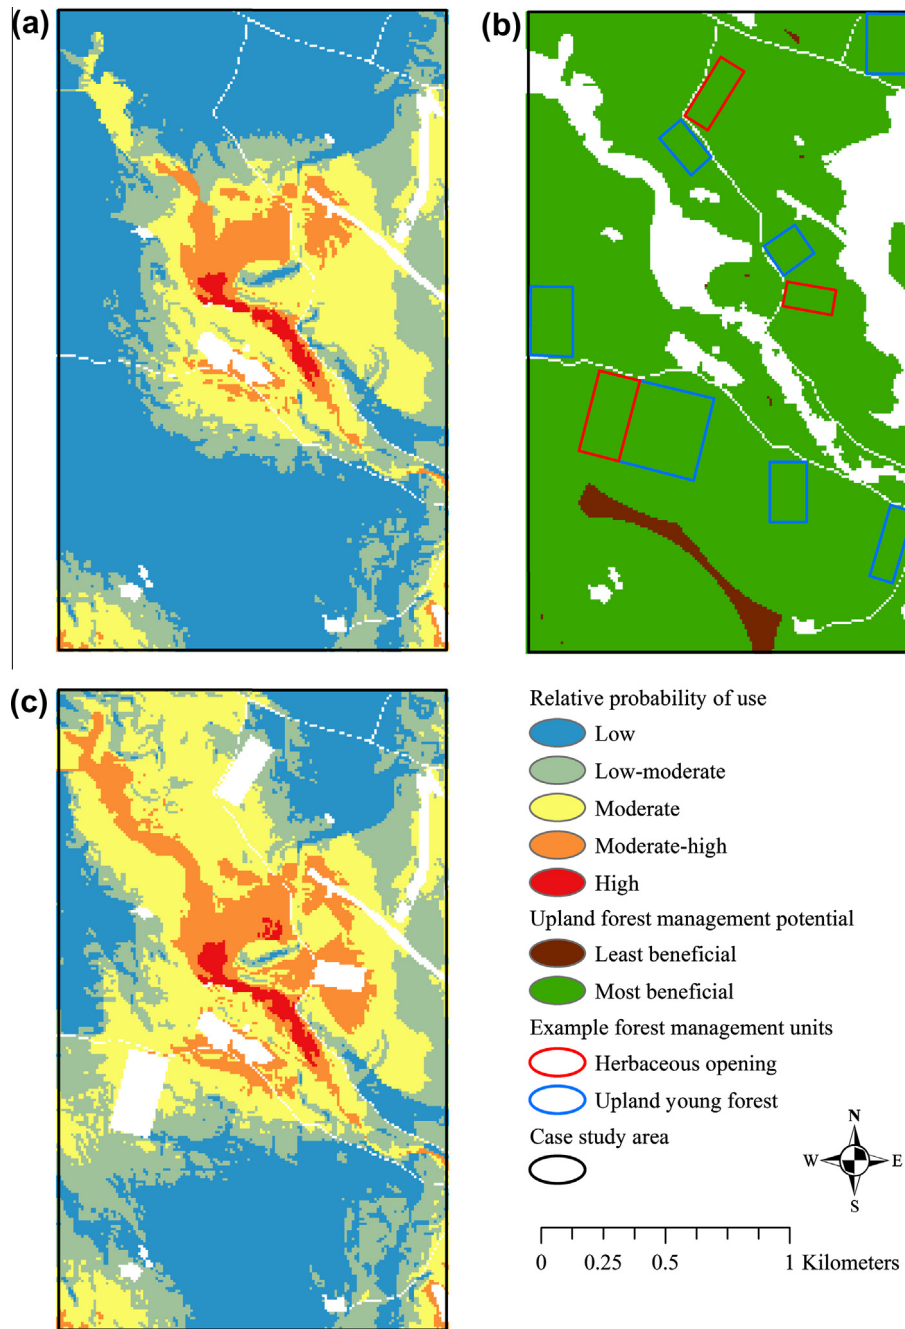 (a)
(b)
(c)
Relative probability of use
Low
Low-moderate
Moderate
Moderate-high
High
Upland forest management potential
Least beneficial
Most beneficial
Example forest management units
Herbaceous opening
Upland young forest
Case study area
N
W E
S
0 0.25 0.5 1 Kilometers